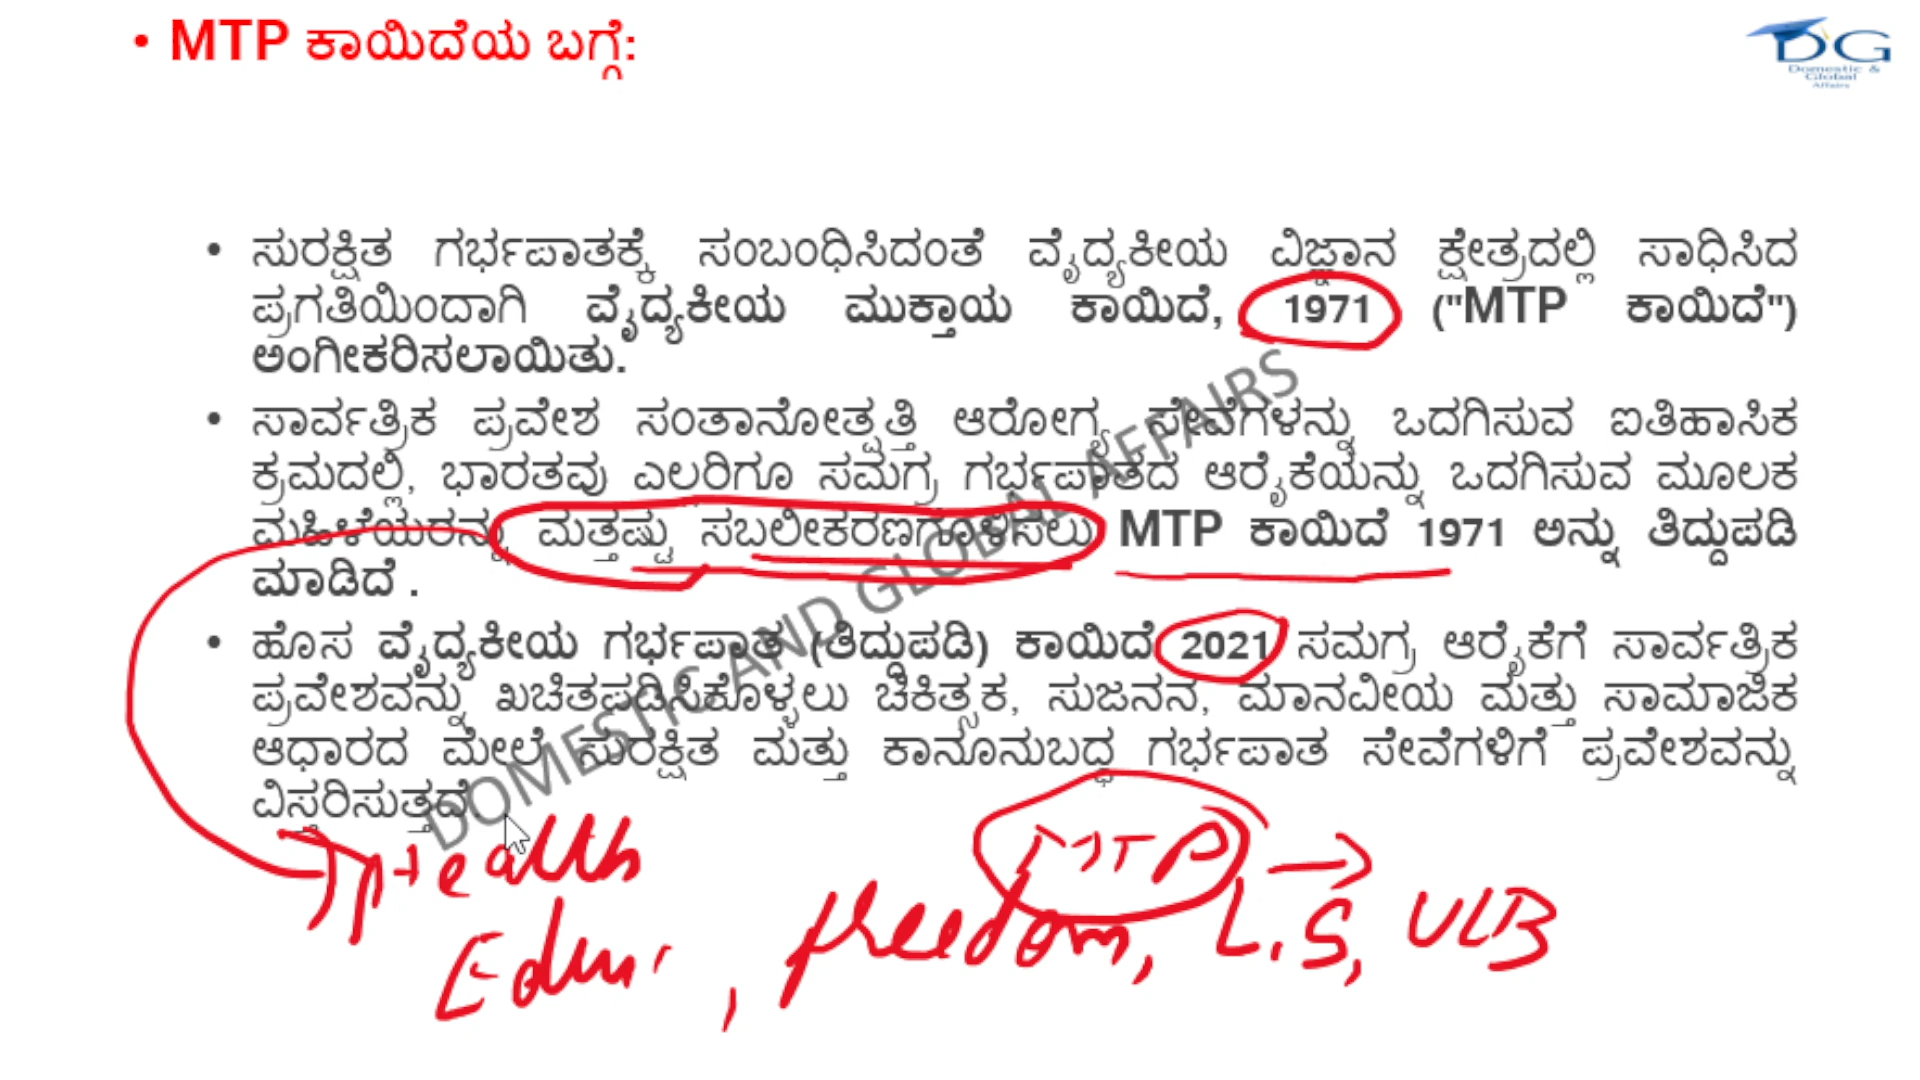 • MTP ಕಾಯಿದೆಯ ಬಗ್ಗೆ:
DG
Domestic &
Global
Affairs
• ಸುರಕ್ಷಿತ ಗರ್ಭಪಾತಕ್ಕೆ ಸಂಬಂಧಿಸಿದಂತೆ ವೈದ್ಯಕೀಯ ವಿಜ್ಞಾನ ಕ್ಷೇತ್ರದಲ್ಲಿ ಸಾಧಿಸಿದ
ಪ್ರಗತಿಯಿಂದಾಗಿ ವೈದ್ಯಕೀಯ ಮುಕ್ತಾಯ ಕಾಯಿದೆ, 1971 ("MTP ಕಾಯಿದೆ")
ಅಂಗೀಕರಿಸಲಾಯಿತು.
• ಸಾರ್ವತ್ರಿಕ ಪ್ರವೇಶ ಸಂತಾನೋತ್ಪತ್ತಿ ಆರೋಗ್ಯ ಸೇವೆಗಳನ್ನು ಒದಗಿಸುವ ಐತಿಹಾಸಿಕ
ಕ್ರಮದಲ್ಲಿ, ಭಾರತವು ಎಲ್ಲರಿಗೂ ಸಮಗ್ರ ಗರ್ಭಪಾತದ ಆರೈಕೆಯನ್ನು ಒದಗಿಸುವ ಮೂಲಕ
ಮಹಿಳೆಯರನ್ನು ಮತ್ತಷ್ಟು ಸಬಲೀಕರಣಗೊಳಿಸಲು MTP ಕಾಯಿದೆ 1971 ಅನ್ನು ತಿದ್ದುಪಡಿ
ಮಾಡಿದೆ .
• ಹೊಸ ವೈದ್ಯಕೀಯ ಗರ್ಭಪಾತ (ತಿದ್ದುಪಡಿ) ಕಾಯಿದೆ 2021 ಸಮಗ್ರ ಆರೈಕೆಗೆ ಸಾರ್ವತ್ರಿಕ
ಪ್ರವೇಶವನ್ನು ಖಚಿತಪಡಿಸಿಕೊಳ್ಳಲು ಚಿಕಿತ್ಸಕ, ಸುಜನನ, ಮಾನವೀಯ ಮತ್ತು ಸಾಮಾಜಿಕ
ಆಧಾರದ ಮೇಲೆ ಸುರಕ್ಷಿತ ಮತ್ತು ಕಾನೂನುಬದ್ಧ ಗರ್ಭಪಾತ ಸೇವೆಗಳಿಗೆ ಪ್ರವೇಶವನ್ನು
ವಿಸ್ತರಿಸುತ್ತದೆ.
DOMESTIC AND GLOBAL AFFAIRS
Health MTP
, freedom, L.S, ULB